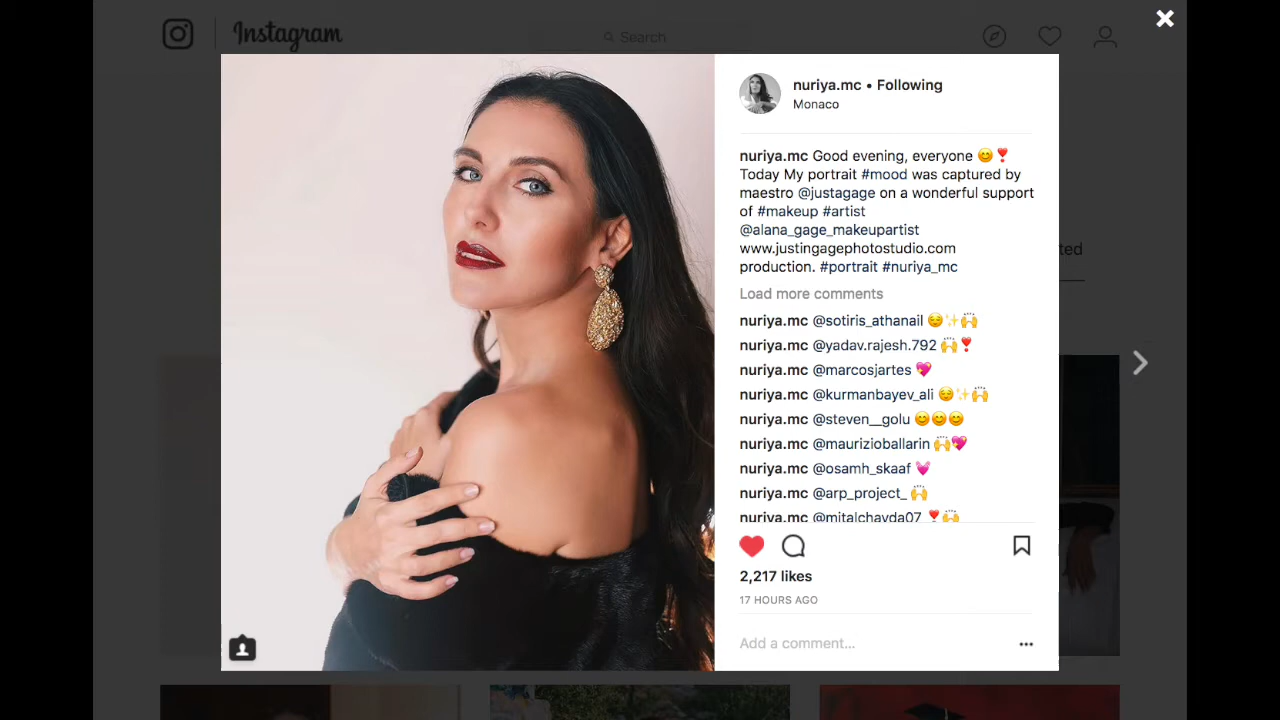 Instagram
Search
nuriya.mc • Following
Monaco
nuriya.mc Good evening, everyone 😊❣️
Today My portrait #mood was captured by
maestro @justagage on a wonderful support
of #makeup #artist
@alana_gage_makeupartist
www.justingagephotostudio.com
production. #portrait #nuriya_mc
ted
Load more comments
nuriya.mc @sotiris_athanail 😌✨🙌
nuriya.mc @yadav.rajesh.792 🙌❣️
nuriya.mc @marcosjartes 💖
nuriya.mc @kurmanbayev_ali 😌✨🙌
nuriya.mc @steven__golu 😊😊😊
nuriya.mc @maurizioballarin 🙌💖
nuriya.mc @osamh_skaaf 💓
nuriya.mc @arp_project_ 🙌
nuriya.mc @mitalchavda07 ❣️🙌
2,217 likes
17 HOURS AGO
Add a comment...